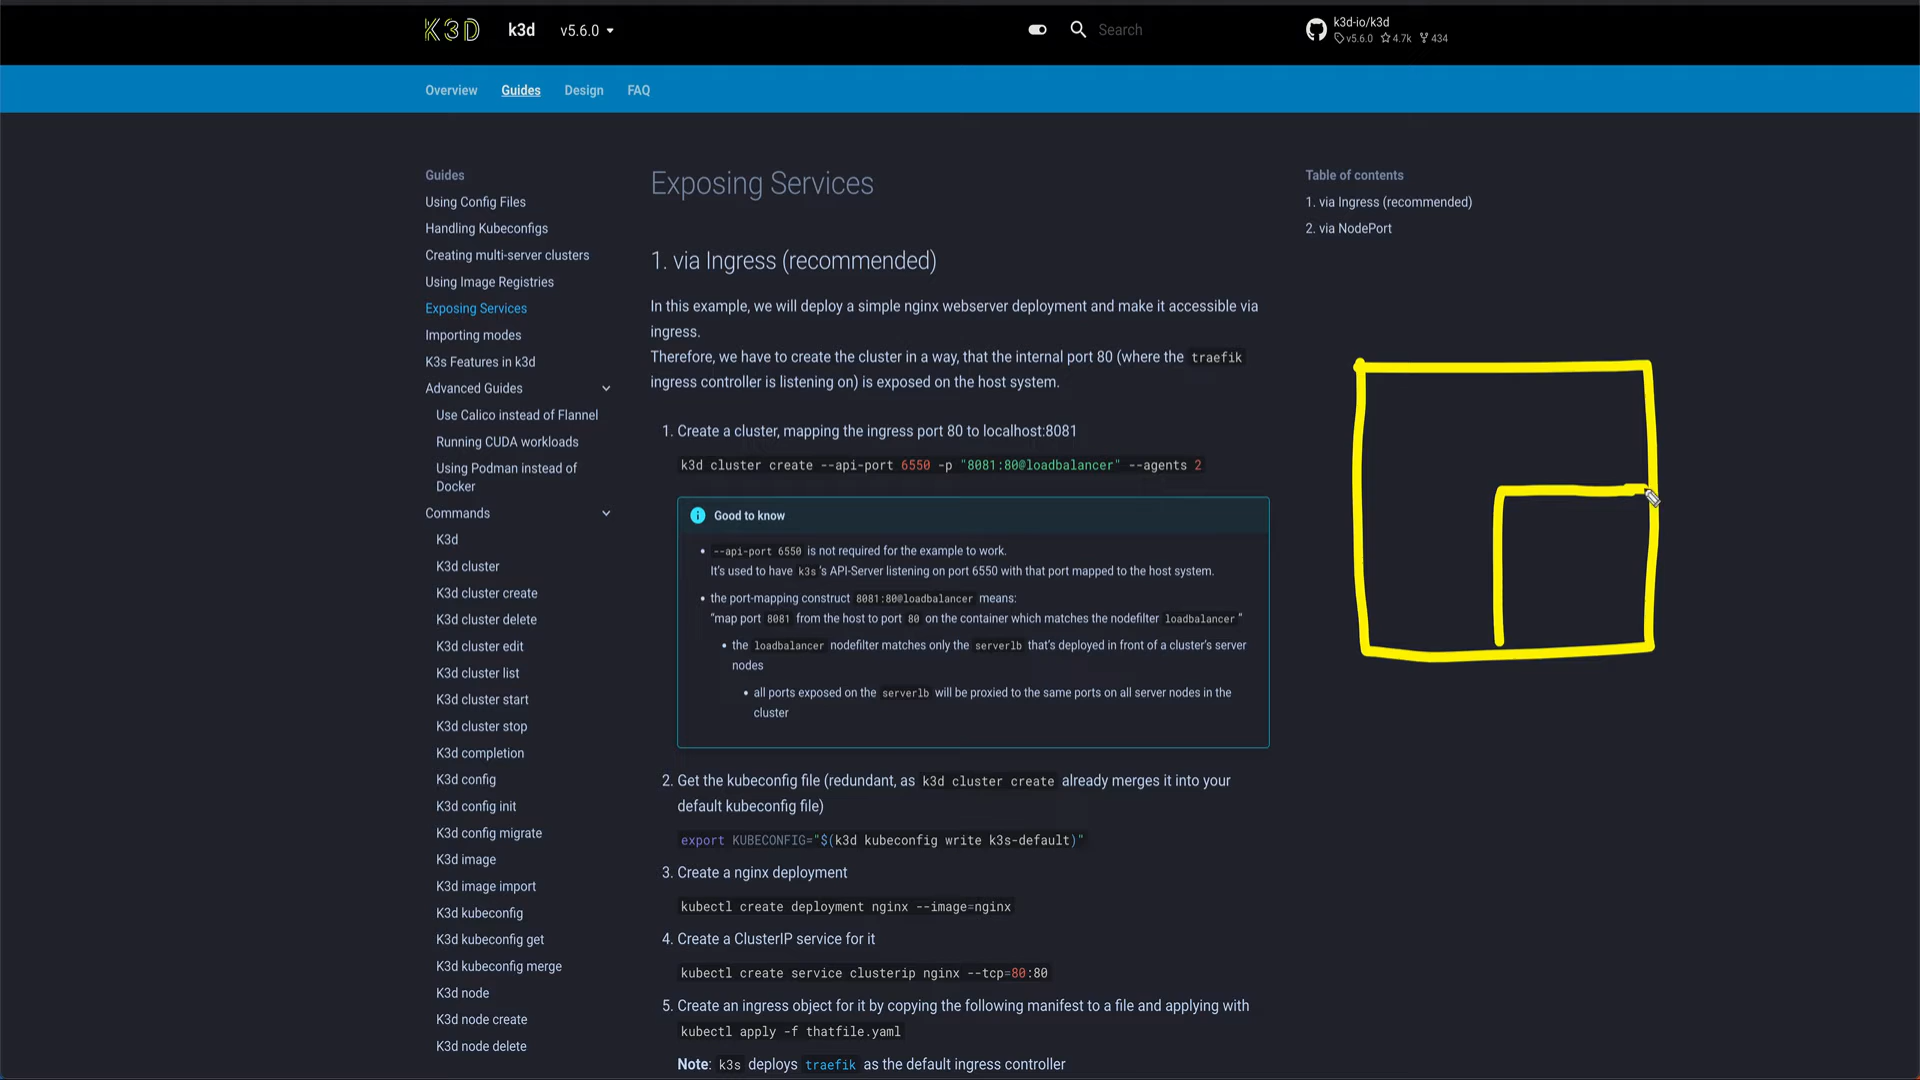 K3D k3d v5.6.0
Search
k3d-io/k3d
v5.6.0 4.7k 434
Overview Guides Design FAQ
Guides
Using Config Files
Handling Kubeconfigs
Creating multi-server clusters
Using Image Registries
Exposing Services
Importing modes
K3s Features in k3d
Advanced Guides
Use Calico instead of Flannel
Running CUDA workloads
Using Podman instead of
Docker
Commands
K3d
K3d cluster
K3d cluster create
K3d cluster delete
K3d cluster edit
K3d cluster list
K3d cluster start
K3d cluster stop
K3d completion
K3d config
K3d config init
K3d config migrate
K3d image
K3d image import
K3d kubeconfig
K3d kubeconfig get
K3d kubeconfig merge
K3d node
K3d node create
K3d node delete
Exposing Services
1. via Ingress (recommended)
In this example, we will deploy a simple nginx webserver deployment and make it accessible via
ingress.
Therefore, we have to create the cluster in a way, that the internal port 80 (where the traefik
ingress controller is listening on) is exposed on the host system.
1. Create a cluster, mapping the ingress port 80 to localhost:8081
k3d cluster create --api-port 6550 -p "8081:80@loadbalancer" --agents 2
Good to know
• --api-port 6550 is not required for the example to work.
It's used to have k3s's API-Server listening on port 6550 with that port mapped to the host system.
• the port-mapping construct 8081:80@loadbalancer means:
“map port 8081 from the host to port 80 on the container which matches the nodefilter loadbalancer“
• the loadbalancer nodefilter matches only the serverlb that's deployed in front of a cluster's server
nodes
• all ports exposed on the serverlb will be proxied to the same ports on all server nodes in the
cluster
2. Get the kubeconfig file (redundant, as k3d cluster create already merges it into your
default kubeconfig file)
export KUBECONFIG="$(k3d kubeconfig write k3s-default)"
3. Create a nginx deployment
kubectl create deployment nginx --image=nginx
4. Create a ClusterIP service for it
kubectl create service clusterip nginx --tcp=80:80
5. Create an ingress object for it by copying the following manifest to a file and applying with
kubectl apply -f thatfile.yaml
Note: k3s deploys traefik as the default ingress controller
Table of contents
1. via Ingress (recommended)
2. via NodePort